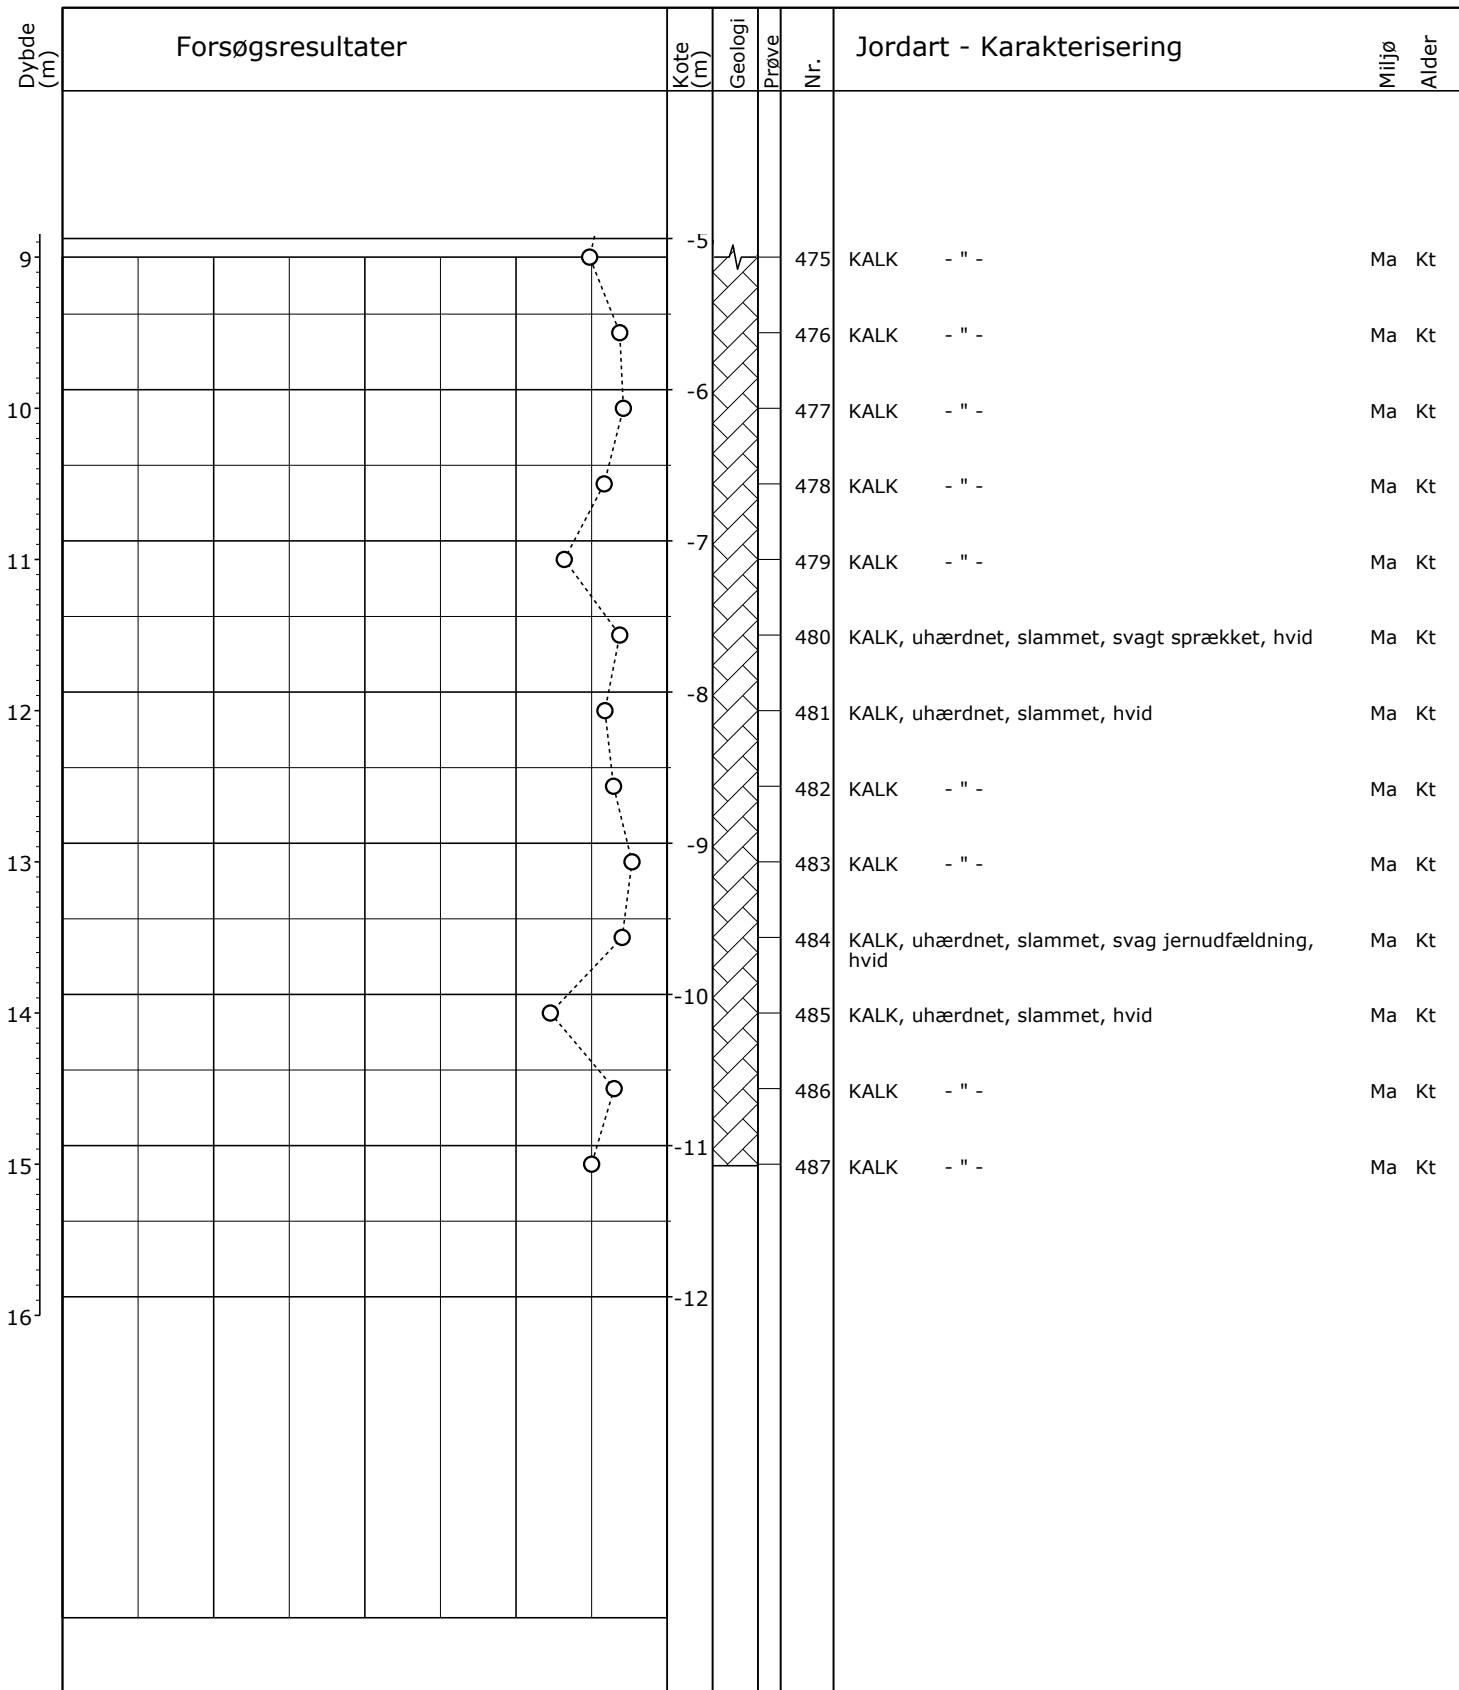 Dybde (m)
Forsøgsresultater
Kote (m)
Geologi
Prøve
Nr.
Jordart - Karakterisering
Miljø
Alder
-5
9
475 KALK - " - Ma Kt
476 KALK - " - Ma Kt
-6
10
477 KALK - " - Ma Kt
478 KALK - " - Ma Kt
-7
11
479 KALK - " - Ma Kt
480 KALK, uhærdnet, slammet, svagt sprækket, hvid Ma Kt
-8
12
481 KALK, uhærdnet, slammet, hvid Ma Kt
482 KALK - " - Ma Kt
-9
13
483 KALK - " - Ma Kt
484 KALK, uhærdnet, slammet, svag jernudfældning, Ma Kt
hvid
-10
14
485 KALK, uhærdnet, slammet, hvid Ma Kt
486 KALK - " - Ma Kt
-11
15
487 KALK - " - Ma Kt
-12
16